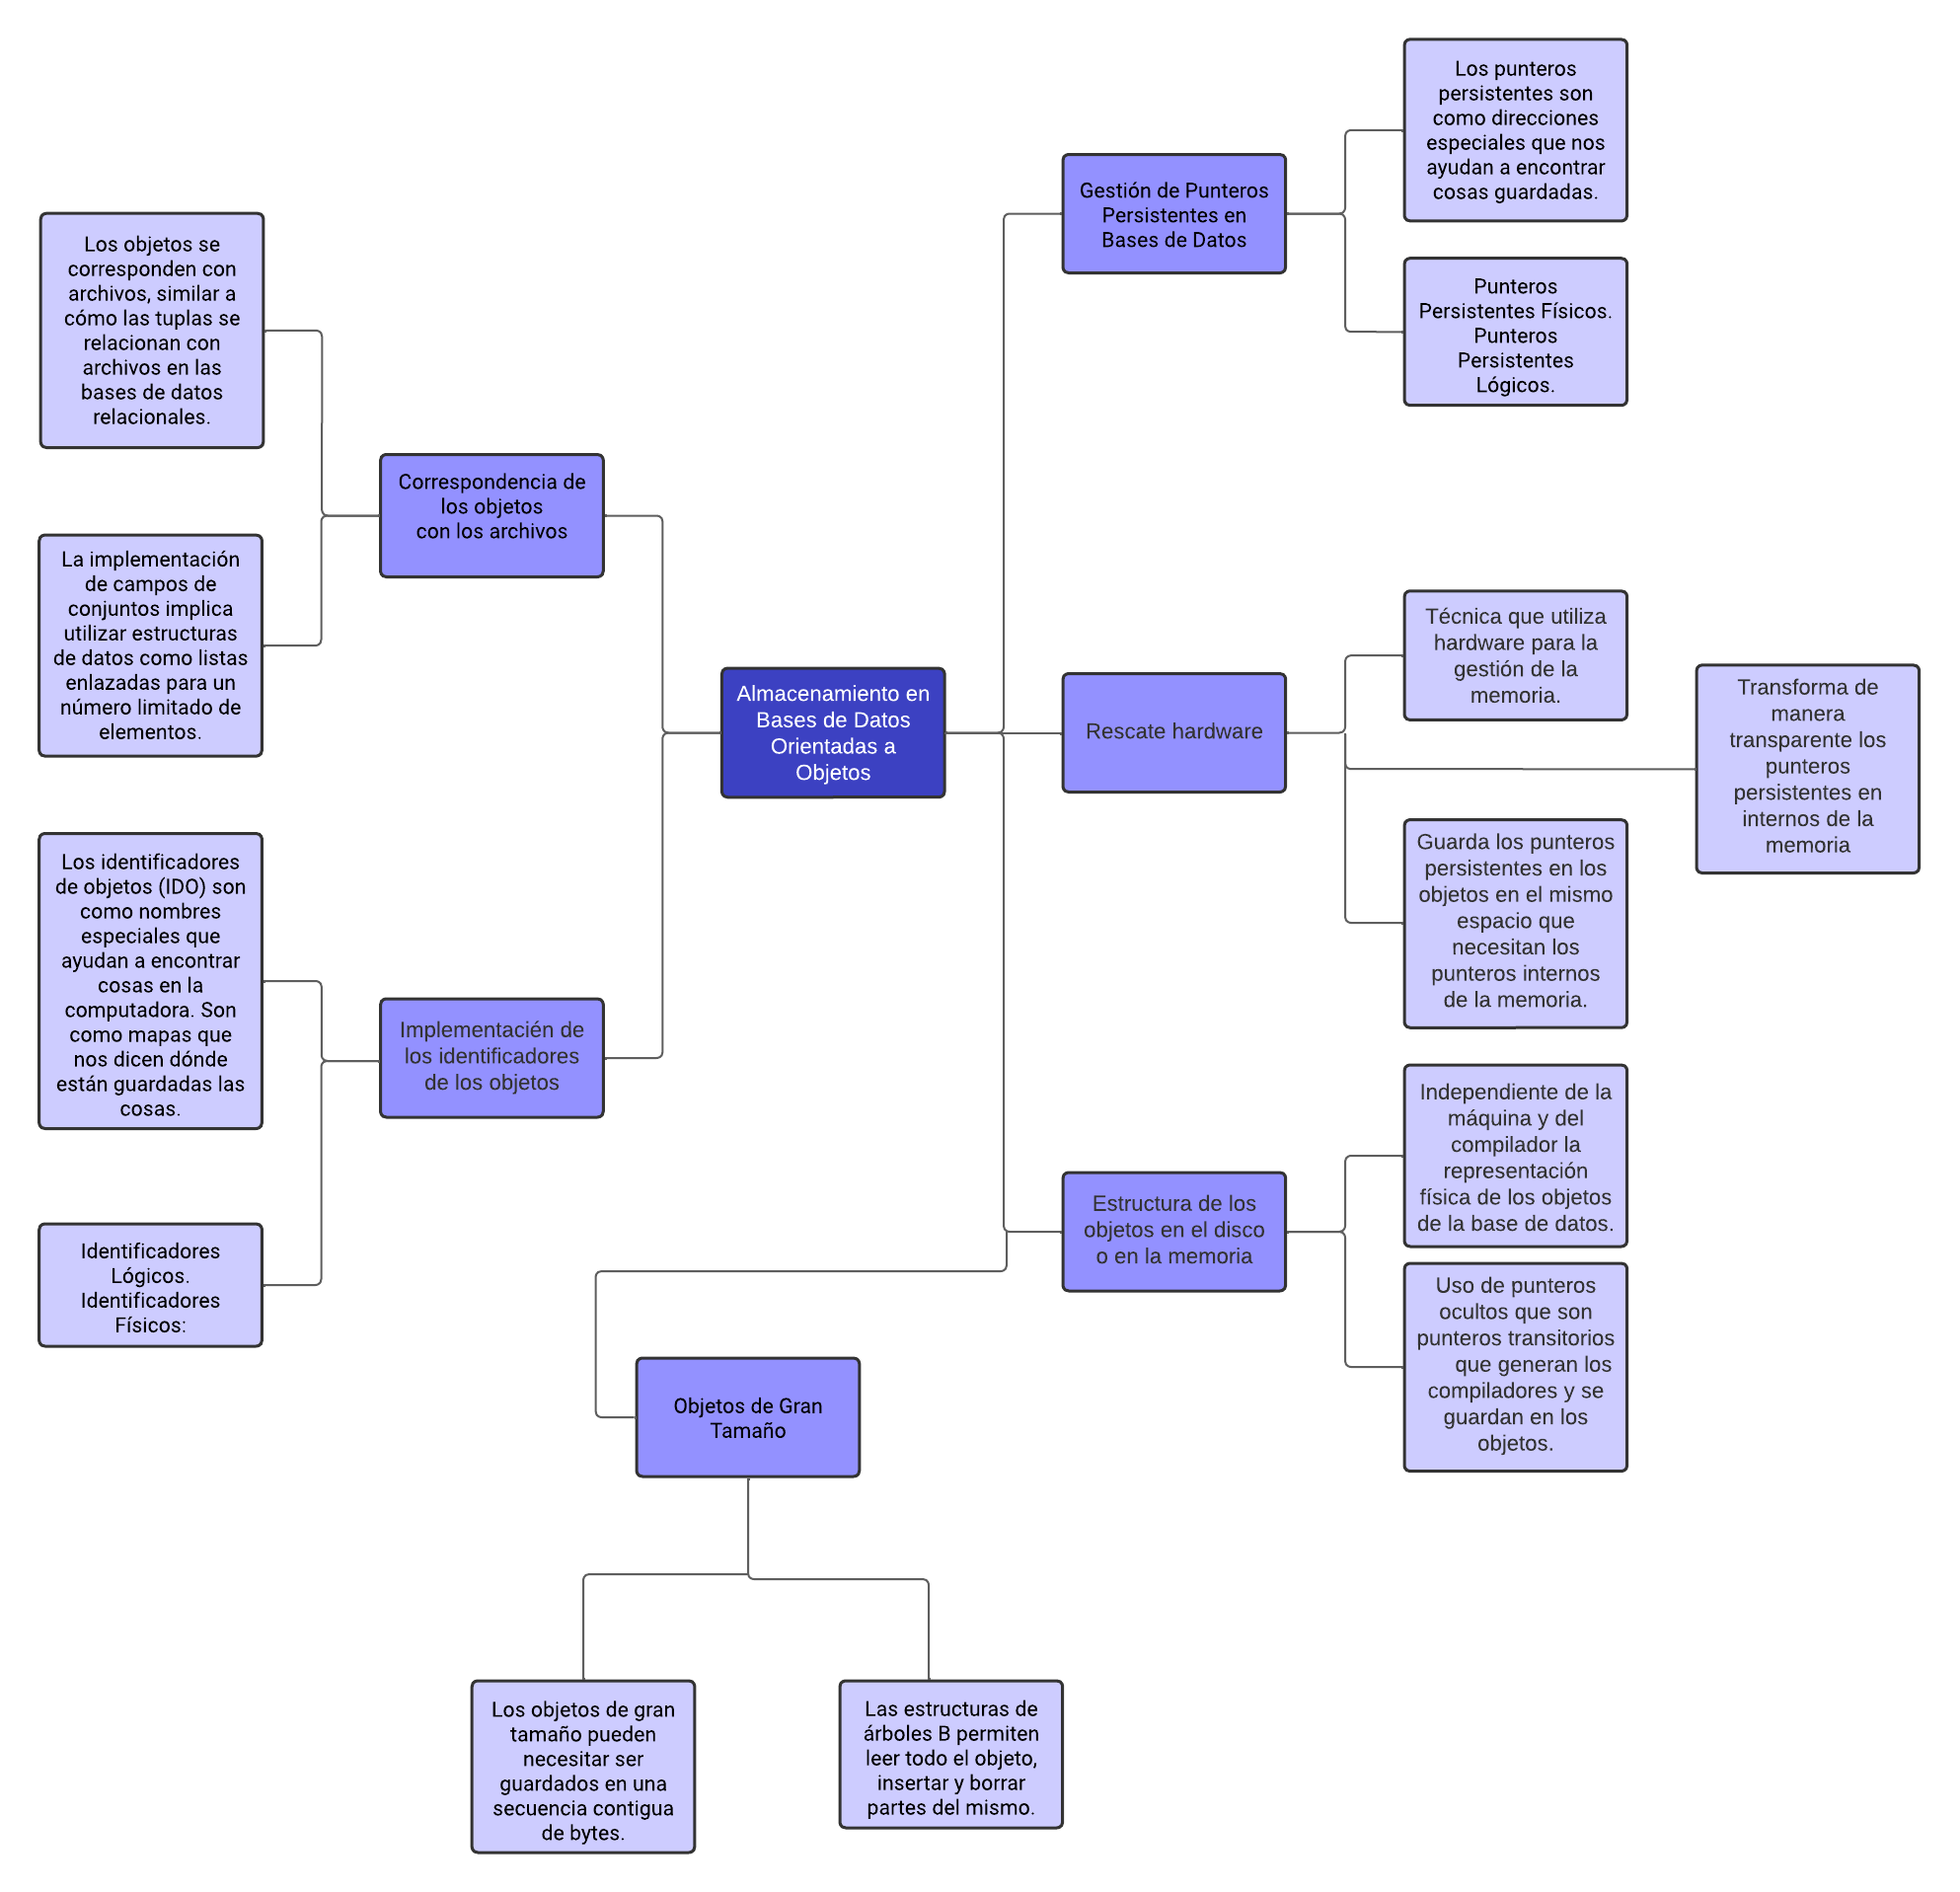 Almacenamiento en
Bases de Datos
Orientadas a
Objetos
Correspondencia de
los objetos
con los archivos
Los objetos se
corresponden con
archivos, similar a
cómo las tuplas se
relacionan con
archivos en las
bases de datos
relacionales.
La implementación
de campos de
conjuntos implica
utilizar estructuras
de datos como listas
enlazadas para un
número limitado de
elementos.
Implementacién de
los identificadores
de los objetos
Los identificadores
de objetos (IDO) son
como nombres
especiales que
ayudan a encontrar
cosas en la
computadora. Son
como mapas que
nos dicen dónde
están guardadas las
cosas.
Identificadores
Lógicos.
Identificadores
Físicos:
Gestión de Punteros
Persistentes en
Bases de Datos
Los punteros
persistentes son
como direcciones
especiales que nos
ayudan a encontrar
cosas guardadas.
Punteros
Persistentes Físicos.
Punteros
Persistentes
Lógicos.
Rescate hardware
Técnica que utiliza
hardware para la
gestión de la
memoria.
Transforma de
manera
transparente los
punteros
persistentes en
internos de la
memoria
Guarda los punteros
persistentes en los
objetos en el mismo
espacio que
necesitan los
punteros internos
de la memoria.
Estructura de los
objetos en el disco
o en la memoria
Independiente de la
máquina y del
compilador la
representación
física de los objetos
de la base de datos.
Uso de punteros
ocultos que son
punteros transitorios
que generan los
compiladores y se
guardan en los
objetos.
Objetos de Gran
Tamaño
Los objetos de gran
tamaño pueden
necesitar ser
guardados en una
secuencia contigua
de bytes.
Las estructuras de
árboles B permiten
leer todo el objeto,
insertar y borrar
partes del mismo.